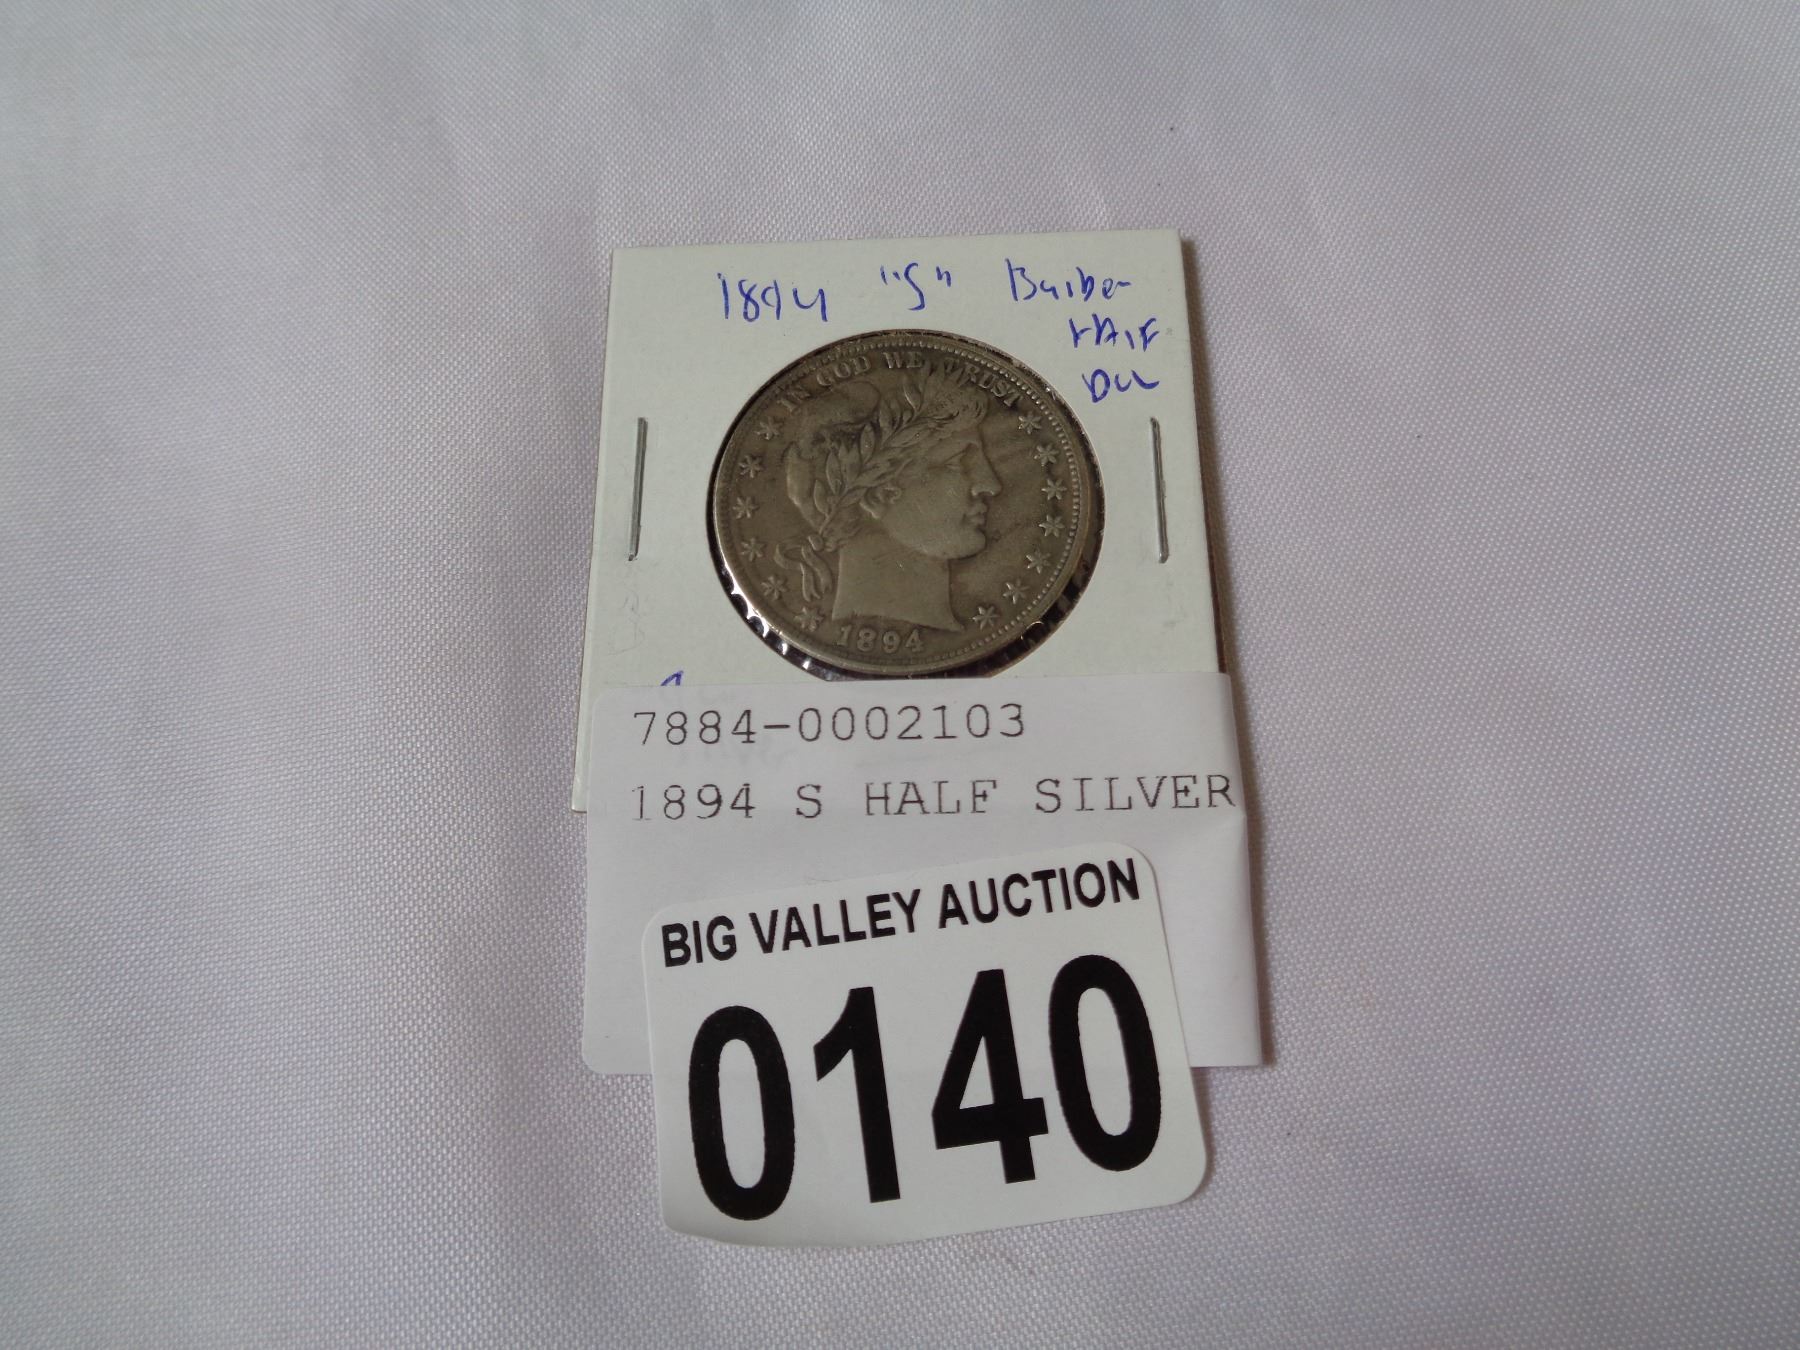 1894 "S" Barber
HAlF
DOL
IN GOD WE TRUST
1894
7884-0002103
1894 S HALF SILVER
BIG VALLEY AUCTION
0140